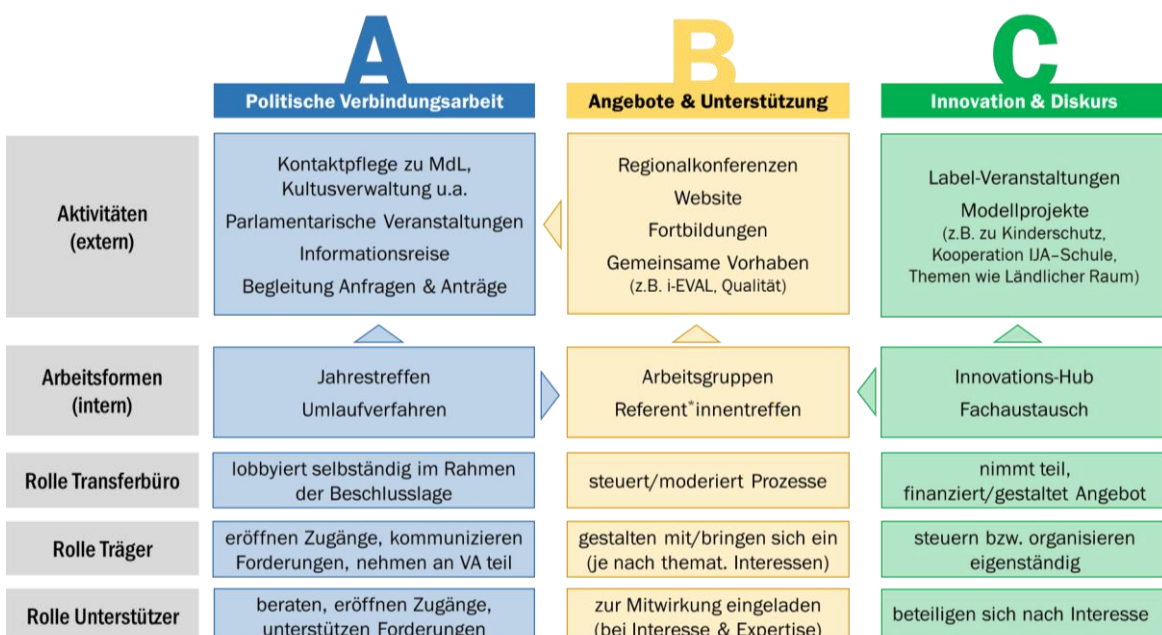 A
B
C
Politische Verbindungsarbeit
Angebote & Unterstützung
Innovation & Diskurs
Aktivitäten
(extern)
Kontaktpflege zu MdL,
Kultusverwaltung u.a.
Parlamentarische Veranstaltungen
Informationsreise
Begleitung Anfragen & Anträge
Regionalkonferenzen
Website
Fortbildungen
Gemeinsame Vorhaben
(z.B. i-EVAL, Qualität)
Label-Veranstaltungen
Modellprojekte
(z.B. zu Kinderschutz,
Kooperation IJA–Schule,
Themen wie Ländlicher Raum)
Arbeitsformen
(intern)
Jahrestreffen
Umlaufverfahren
Arbeitsgruppen
Referent*innentreffen
Innovations-Hub
Fachaustausch
Rolle Transferbüro
lobbyiert selbständig im Rahmen
der Beschlusslage
steuert/moderiert Prozesse
nimmt teil,
finanziert/gestaltet Angebot
Rolle Träger
eröffnen Zugänge, kommunizieren
Forderungen, nehmen an VA teil
gestalten mit/bringen sich ein
(je nach themat. Interessen)
steuern bzw. organisieren
eigenständig
Rolle Unterstützer
beraten, eröffnen Zugänge,
unterstützen Forderungen
zur Mitwirkung eingeladen
(bei Interesse & Expertise)
beteiligen sich nach Interesse